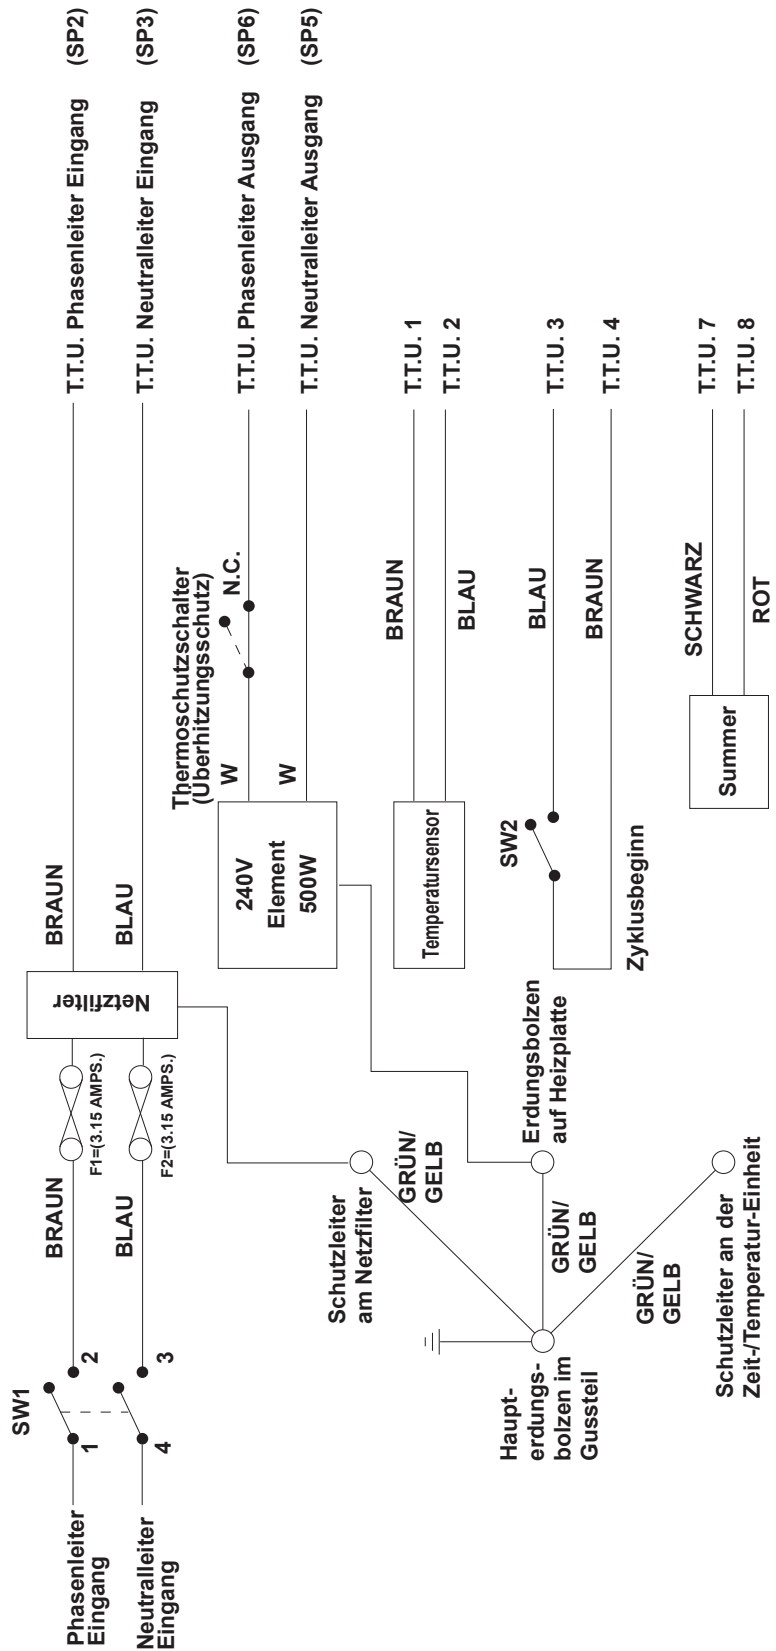 Phasenleiter
Eingang
Neutralleiter
Eingang
SW1
1
2
4
3
BRAUN
BLAU
F1=(3.15 AMPS.)
F2=(3.15 AMPS.)
Netzfilter
BRAUN
BLAU
T.T.U. Phasenleiter Eingang (SP2)
T.T.U. Neutralleiter Eingang (SP3)
Thermoschutzschalter
(Überhitzungsschutz)
240V
Element
500W
W
W
N.C.
T.T.U. Phasenleiter Ausgang (SP6)
T.T.U. Neutralleiter Ausgang (SP5)
Schutzleiter
am Netzfilter
GRÜN/
GELB
Temperatursensor
BRAUN
BLAU
T.T.U. 1
T.T.U. 2
Haupt-
erdungs-
bolzen im
Gussteil
GRÜN/
GELB
Erdungsbolzen
auf Heizplatte
SW2
Zyklusbeginn
BLAU
BRAUN
T.T.U. 3
T.T.U. 4
GRÜN/
GELB
Schutzleiter an der
Zeit-/Temperatur-Einheit
Summer
SCHWARZ
ROT
T.T.U. 7
T.T.U. 8